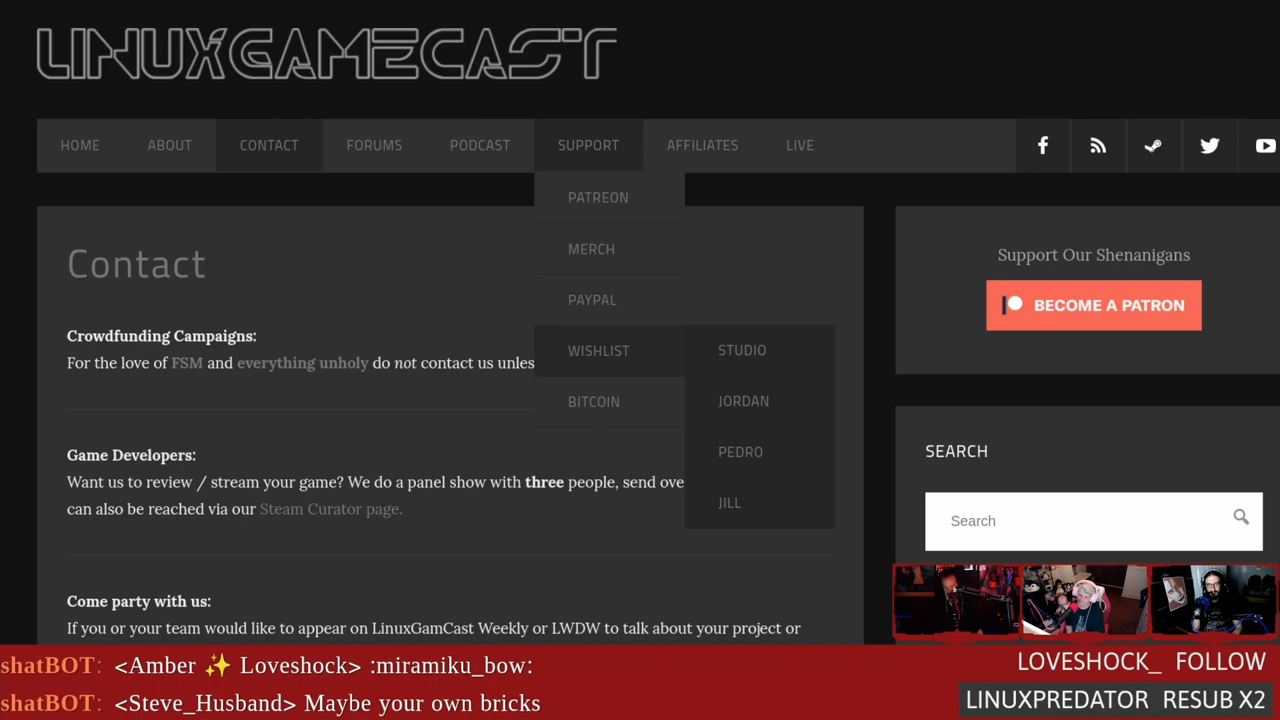 LINUXGAMECAST
HOME ABOUT CONTACT FORUMS PODCAST SUPPORT AFFILIATES LIVE
PATREON
MERCH
PAYPAL
WISHLIST
BITCOIN
STUDIO
JORDAN
PEDRO
JILL
Contact
Crowdfunding Campaigns:
For the love of FSM and everything unholy do not contact us unles
Game Developers:
Want us to review / stream your game? We do a panel show with three people, send ove
can also be reached via our Steam Curator page.
Come party with us:
If you or your team would like to appear on LinuxGamCast Weekly or LWDW to talk about your project or
Support Our Shenanigans
BECOME A PATRON
SEARCH
Search
shatBOT: <Amber ✨ Loveshock> :miramiku_bow:
shatBOT: <Steve_Husband> Maybe your own bricks
LOVESHOCK_ FOLLOW
LINUXPREDATOR RESUB X2